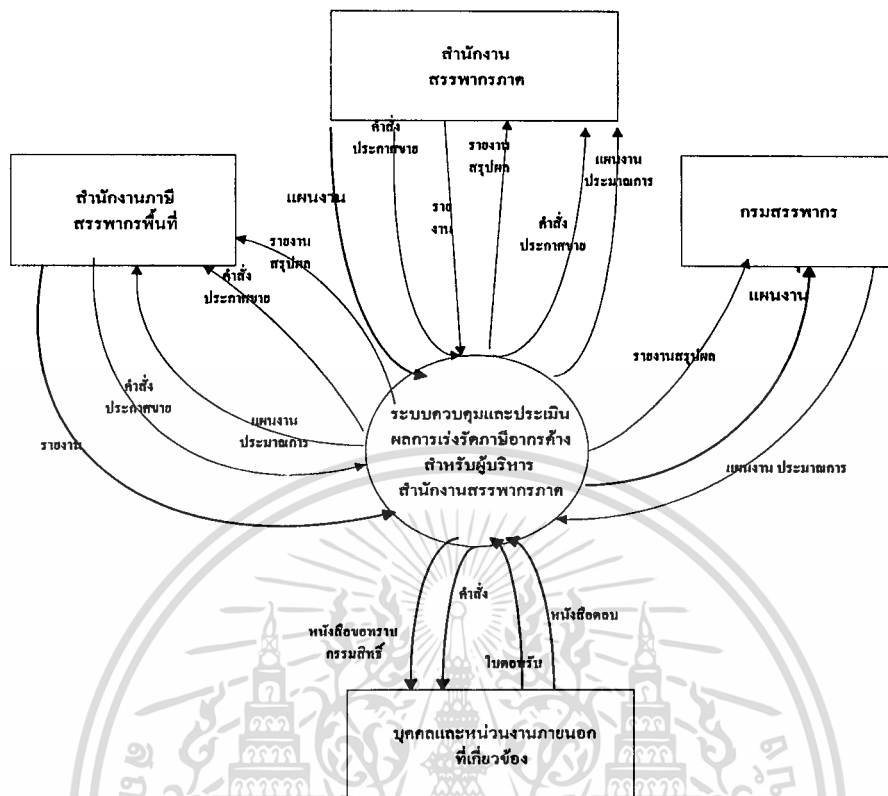 สำนักงาน
สรรพากรภาค
สำนักงานภาษี
สรรพากรพื้นที่
กรมสรรพากร
แผนงาน
คำสั่ง
ประกาศขาย
ราย
งาน
รายงาน
สรุปผล
คำสั่ง
ประกาศขาย
แผนงาน
ประมาณการ
รายงาน
สรุปผล
คำสั่ง
ประกาศขาย
แผนงาน
ประมาณการ
คำสั่ง
ประกาศขาย
รายงาน
แผนงาน
รายงานสรุปผล
แผนงาน ประมาณการ
ระบบควบคุมและประเมิน
ผลการเร่งรัดภาษีอากรค้าง
สำหรับผู้บริหาร
สำนักงานสรรพากรภาค
หนังสือขอทราบ
กรรมสิทธิ์
คำสั่ง
ใบตอบรับ
หนังสือตอบ
บุคคลและหน่วยงานภายนอก
ที่เกี่ยวข้อง